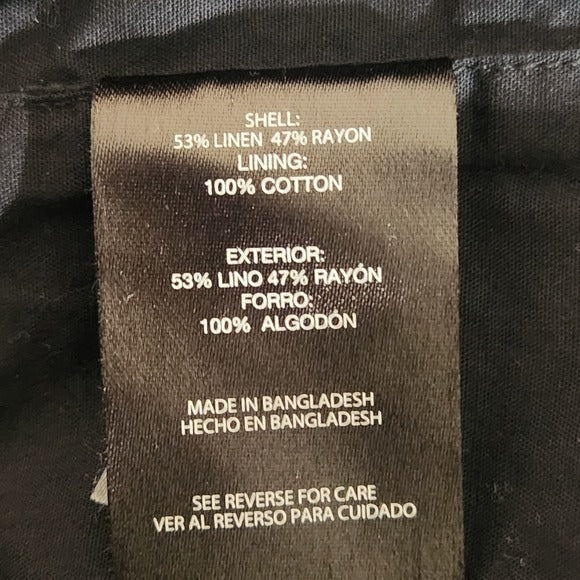 SHELL:
53% LINEN 47% RAYON
LINING:
100% COTTON
EXTERIOR:
53% LINO 47% RAYÓN
FORRO:
100% ALGODÓN
MADE IN BANGLADESH
HECHO EN BANGLADESH
SEE REVERSE FOR CARE
VER AL REVERSO PARA CUIDADO